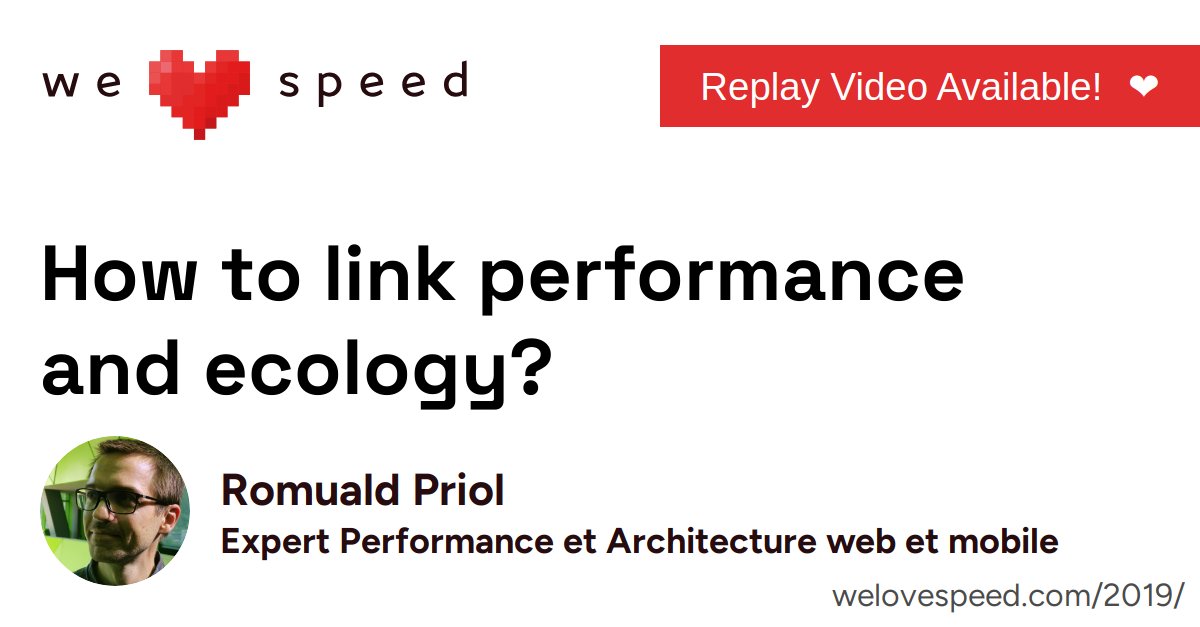 we ❤ speed
Replay Video Available! ❤
How to link performance
and ecology?
Romuald Priol
Expert Performance et Architecture web et mobile
welovespeed.com/2019/